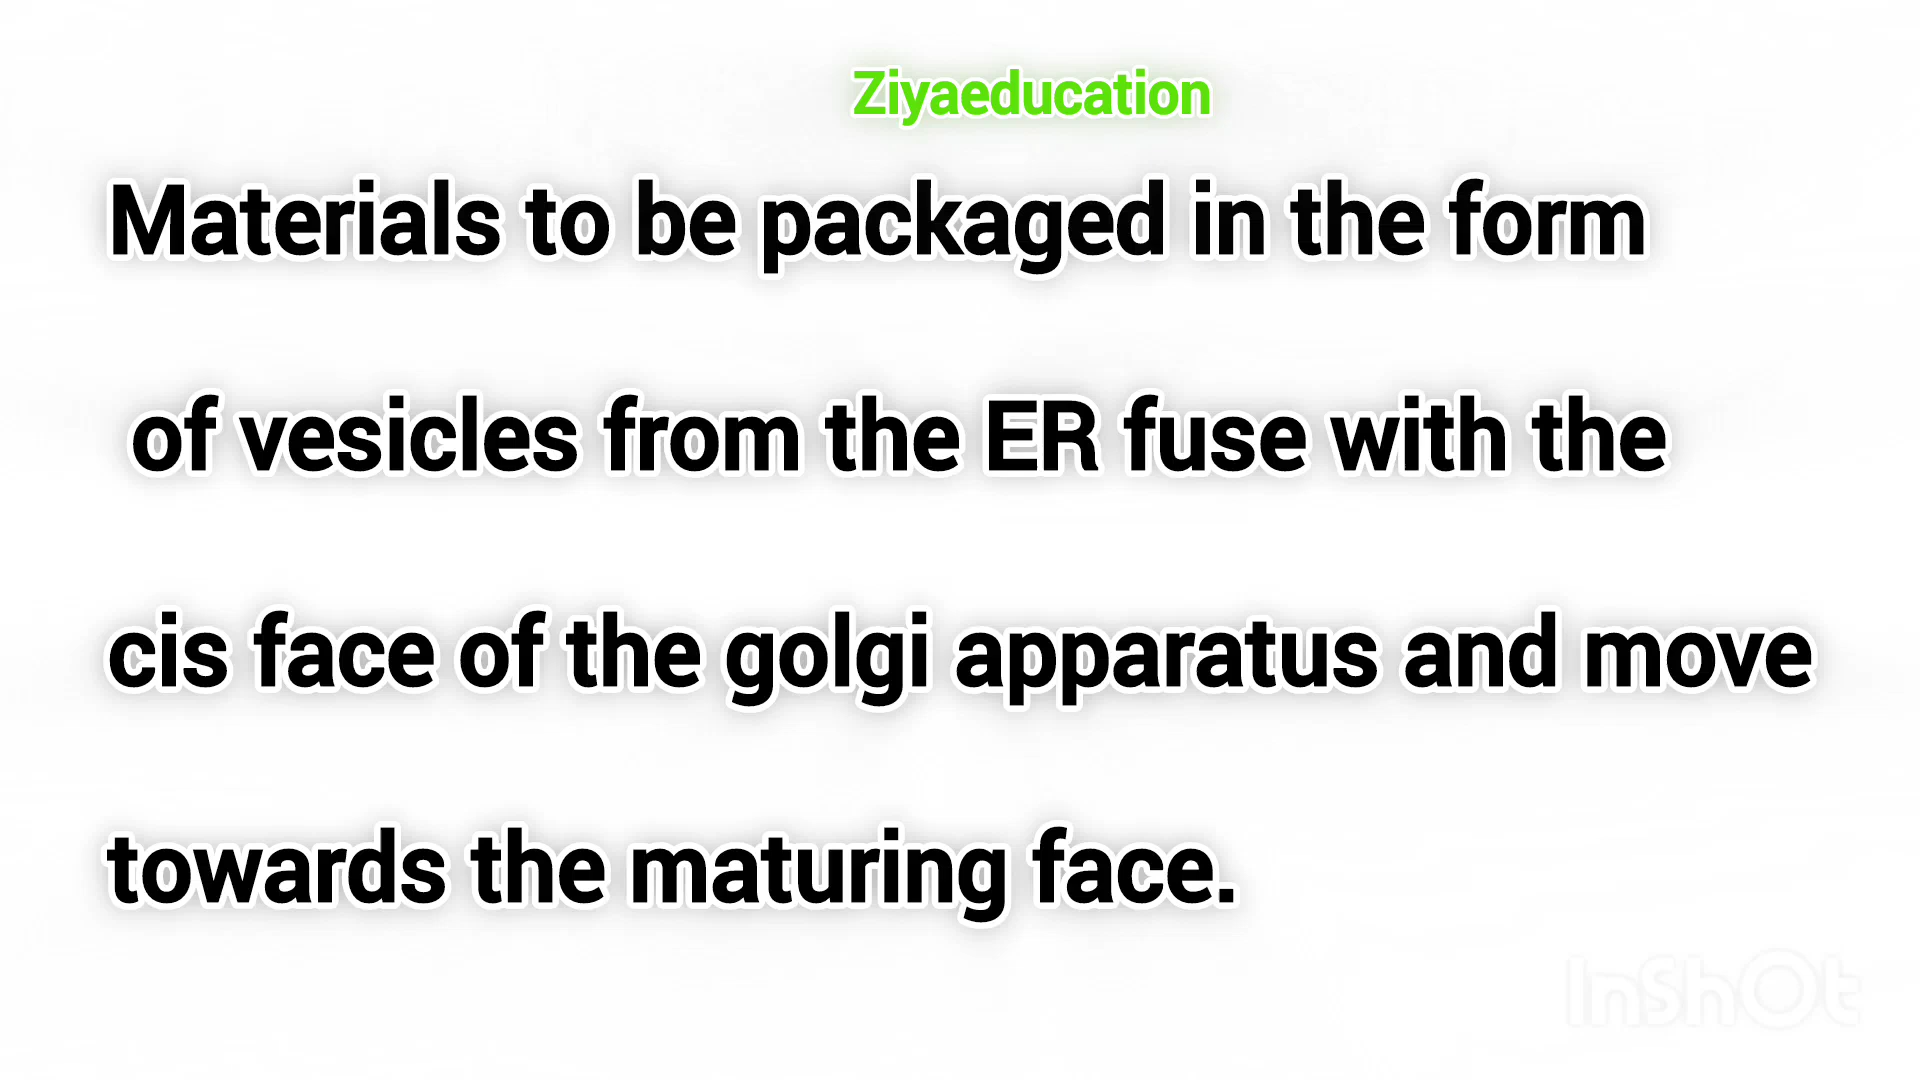 Ziyaeducation
Materials to be packaged in the form
of vesicles from the ER fuse with the
cis face of the golgi apparatus and move
towards the maturing face.
InShOt